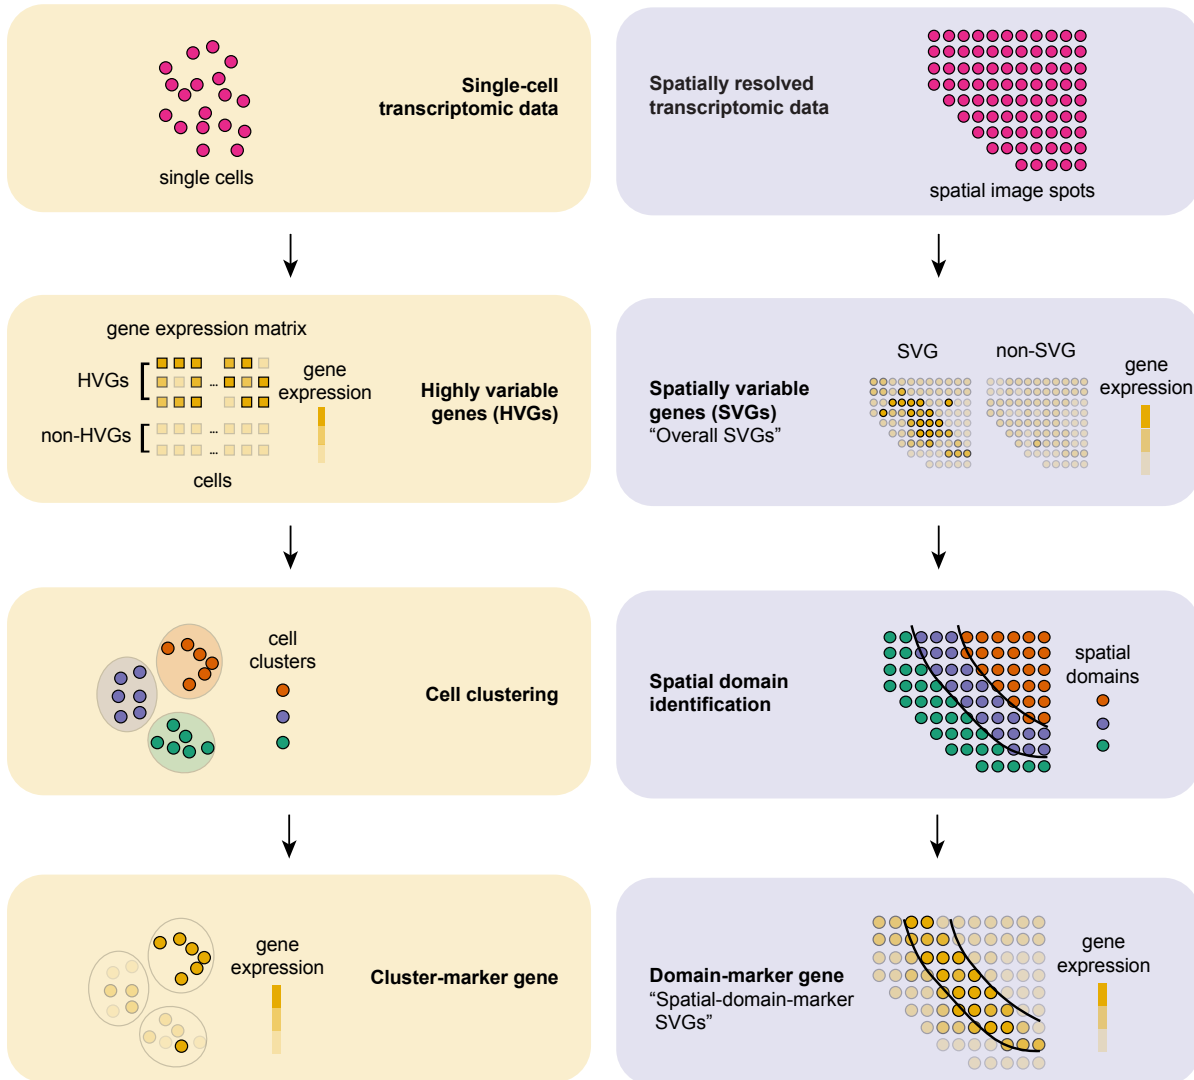 Single-cell
transcriptomic data
single cells
Spatially resolved
transcriptomic data
spatial image spots
gene expression matrix
HVGs
...
...
non-HVGs
...
...
cells
gene
expression
Highly variable
genes (HVGs)
Spatially variable
genes (SVGs)
“Overall SVGs”
SVG
non-SVG
gene
expression
cell
clusters
Cell clustering
Spatial domain
identification
spatial
domains
gene
expression
Cluster-marker gene
Domain-marker gene
“Spatial-domain-marker
SVGs”
gene
expression